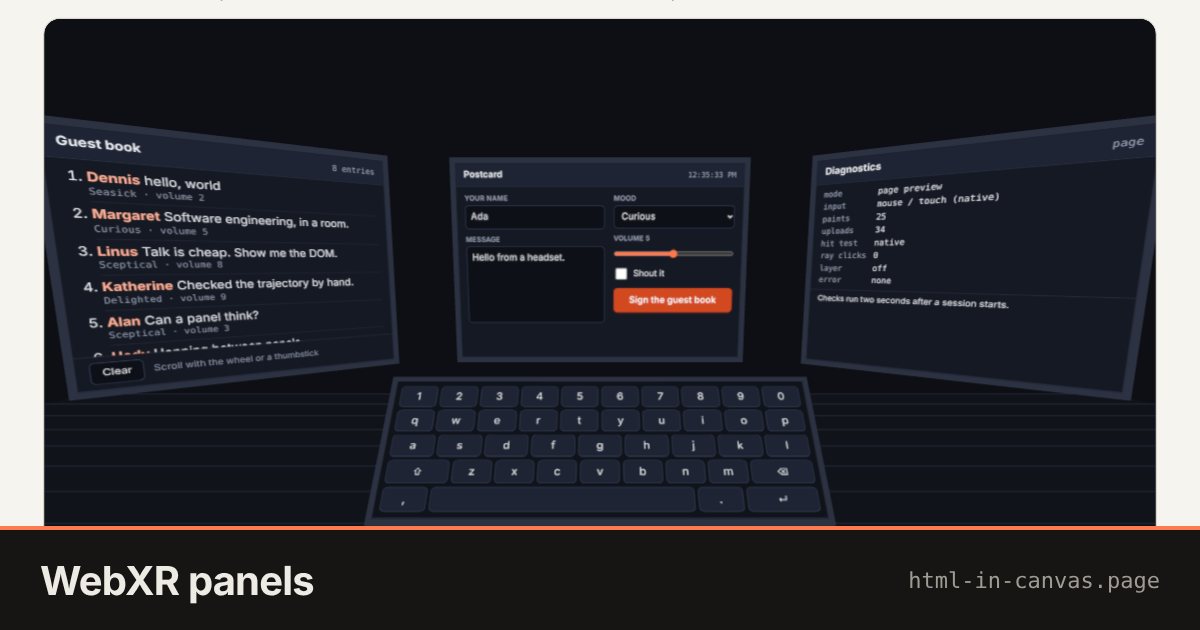 Guest book
8 entries
1. Dennis hello, world
Seasick · volume 2
2. Margaret Software engineering, in a room.
Curious · volume 5
3. Linus Talk is cheap. Show me the DOM.
Sceptical · volume 8
4. Katherine Checked the trajectory by hand.
Delighted · volume 9
5. Alan Can a panel think?
Sceptical · volume 3
Clear
Scroll with the wheel or a thumbstick
Postcard
12:35:33 PM
YOUR NAME
MOOD
Ada
Curious
MESSAGE
VOLUME 5
Hello from a headset.
Shout it
Sign the guest book
Diagnostics
page
mode page preview
input mouse / touch (native)
paints 25
uploads 34
hit test native
ray clicks 0
layer off
error none
Checks run two seconds after a session starts.
1 2 3 4 5 6 7 8 9 0
q w e r t y u i o p
a s d f g h j k l
⇧ z x c v b n m ⌫
, . ↵
WebXR panels
html-in-canvas.page